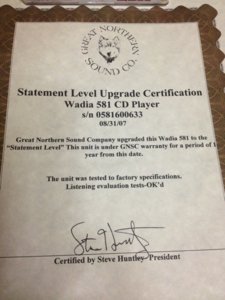 GREAT NORTHERN
SOUND CO.
Statement Level Upgrade Certification
Wadia 581 CD Player
s/n 0581600633
08/31/07
Great Northern Sound Company upgraded this Wadia 581 to the
"Statement Level" This unit is under GNSC warranty for a period of 1
year from this date.
The unit was tested to factory specifications.
Listening evaluation tests-OK'd
Certified by Steve Huntley- President